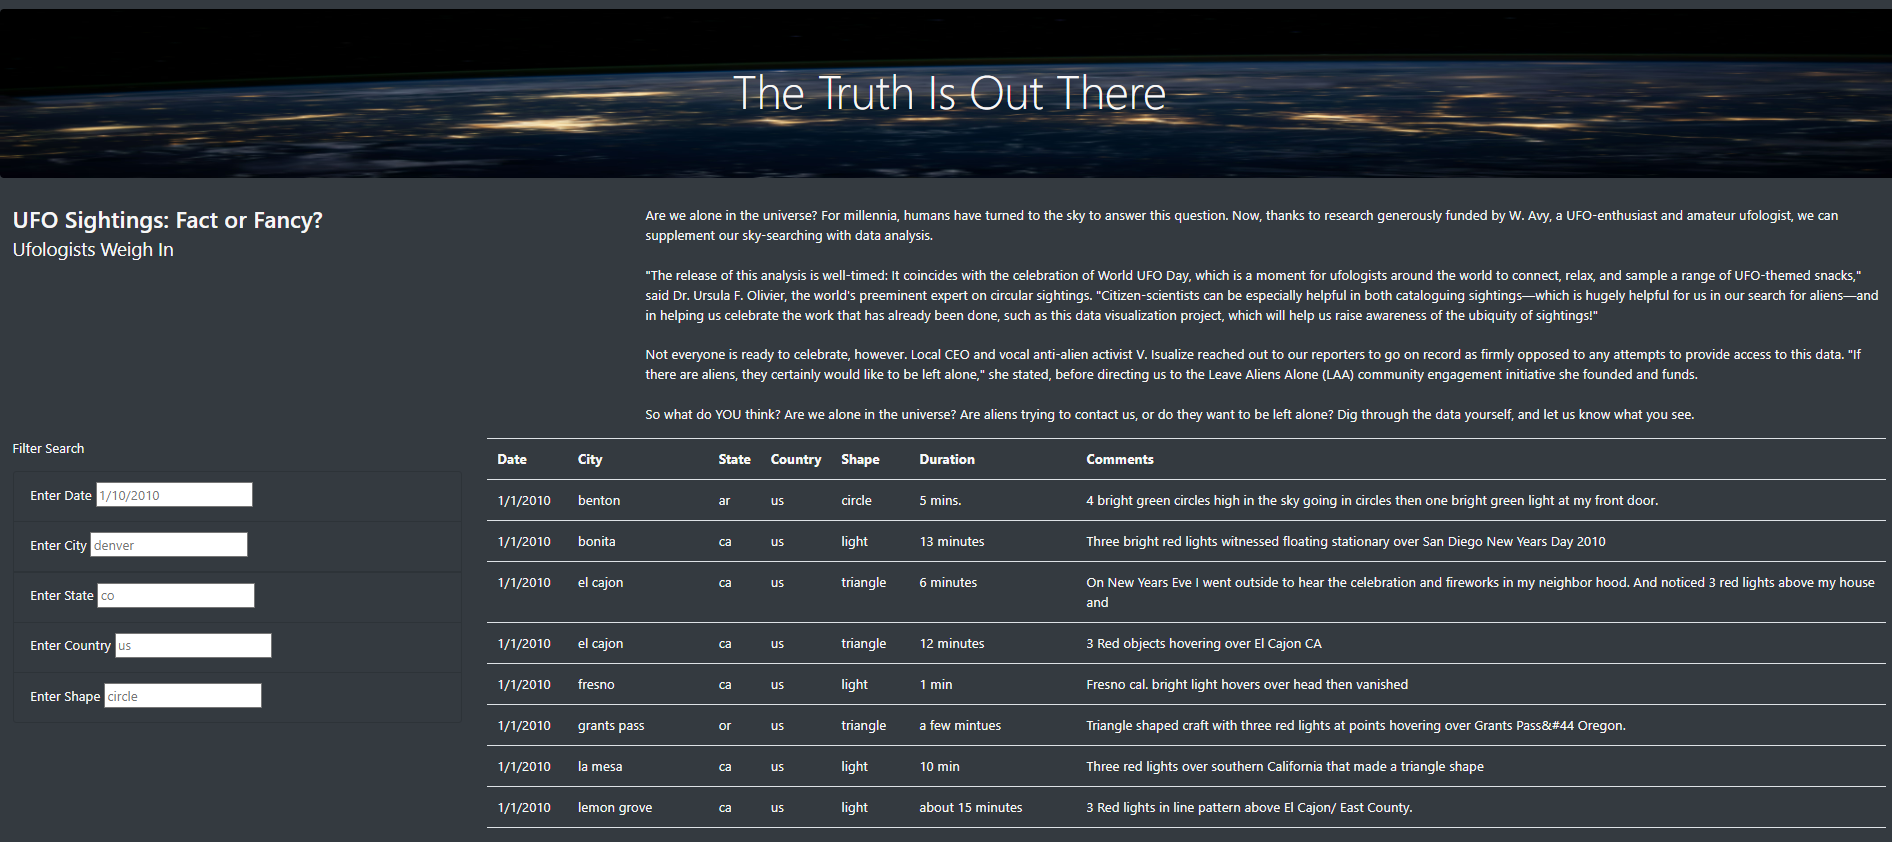 The Truth Is Out There
UFO Sightings: Fact or Fancy?
Ufologists Weigh In
Are we alone in the universe? For millennia, humans have turned to the sky to answer this question. Now, thanks to research generously funded by W. Avy, a UFO-enthusiast and amateur ufologist, we can
supplement our sky-searching with data analysis.
"The release of this analysis is well-timed: It coincides with the celebration of World UFO Day, which is a moment for ufologists around the world to connect, relax, and sample a range of UFO-themed snacks,"
said Dr. Ursula F. Olivier, the world's preeminent expert on circular sightings. "Citizen-scientists can be especially helpful in both cataloguing sightings—which is hugely helpful for us in our search for aliens—and
in helping us celebrate the work that has already been done, such as this data visualization project, which will help us raise awareness of the ubiquity of sightings!"
Not everyone is ready to celebrate, however. Local CEO and vocal anti-alien activist V. Isualize reached out to our reporters to go on record as firmly opposed to any attempts to provide access to this data. "If
there are aliens, they certainly would like to be left alone," she stated, before directing us to the Leave Aliens Alone (LAA) community engagement initiative she founded and funds.
So what do YOU think? Are we alone in the universe? Are aliens trying to contact us, or do they want to be left alone? Dig through the data yourself, and let us know what you see.
Filter Search
Enter Date 1/10/2010
Enter City denver
Enter State co
Enter Country us
Enter Shape circle
Date City State Country Shape Duration Comments
1/1/2010 benton ar us circle 5 mins. 4 bright green circles high in the sky going in circles then one bright green light at my front door.
1/1/2010 bonita ca us light 13 minutes Three bright red lights witnessed floating stationary over San Diego New Years Day 2010
1/1/2010 el cajon ca us triangle 6 minutes On New Years Eve I went outside to hear the celebration and fireworks in my neighbor hood. And noticed 3 red lights above my house
and
1/1/2010 el cajon ca us triangle 12 minutes 3 Red objects hovering over El Cajon CA
1/1/2010 fresno ca us light 1 min Fresno cal. bright light hovers over head then vanished
1/1/2010 grants pass or us triangle a few mintues Triangle shaped craft with three red lights at points hovering over Grants Pass&#44 Oregon.
1/1/2010 la mesa ca us light 10 min Three red lights over southern California that made a triangle shape
1/1/2010 lemon grove ca us light about 15 minutes 3 Red lights in line pattern above El Cajon/ East County.